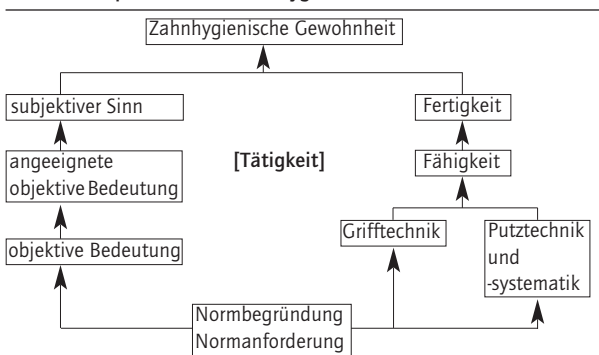 Zahnhygienische Gewohnheit
subjektiver Sinn
Fertigkeit
angeeignete
objektive Bedeutung
[Tätigkeit]
Fähigkeit
objektive Bedeutung
Grifftechnik
Putztechnik
und
-systematik
Normbegründung
Normanforderung